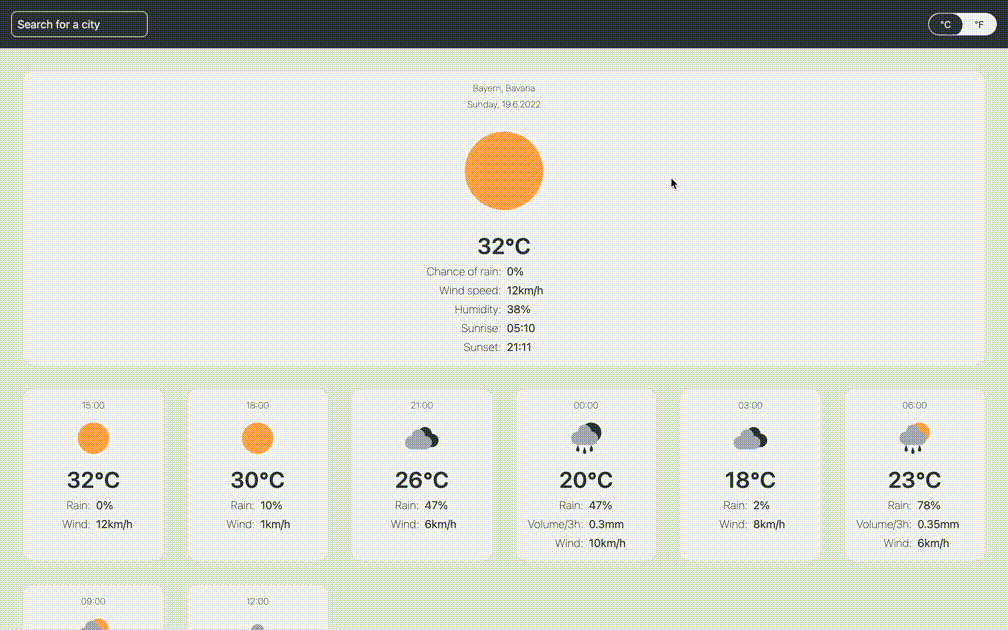 Search for a city
°C °F
Bayern, Bavaria
Sunday, 19.6.2022
32°C
Chance of rain: 0%
Wind speed: 12km/h
Humidity: 38%
Sunrise: 05:10
Sunset: 21:11
15:00
32°C
Rain: 0%
Wind: 12km/h
18:00
30°C
Rain: 10%
Wind: 1km/h
21:00
26°C
Rain: 47%
Wind: 6km/h
00:00
20°C
Rain: 47%
Volume/3h: 0.3mm
Wind: 10km/h
03:00
18°C
Rain: 2%
Wind: 8km/h
06:00
23°C
Rain: 78%
Volume/3h: 0.35mm
Wind: 6km/h
09:00
12:00